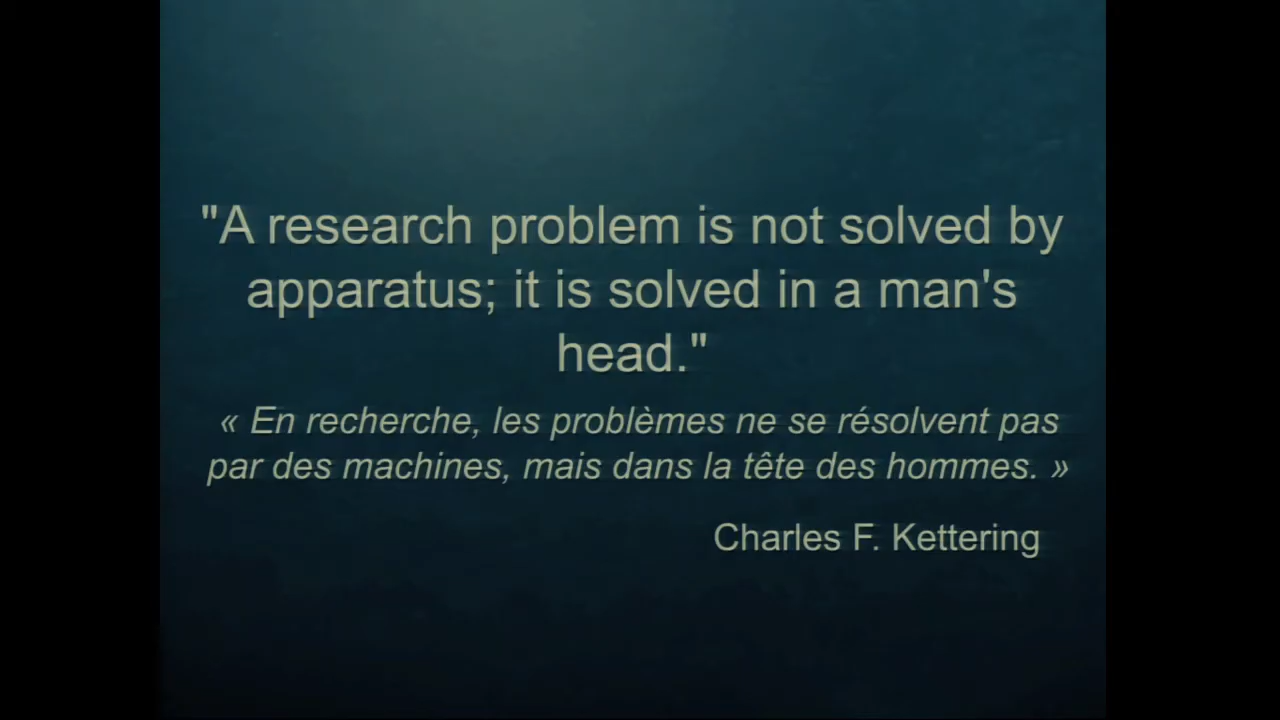 "A research problem is not solved by
apparatus; it is solved in a man's
head."
« En recherche, les problèmes ne se résolvent pas
par des machines, mais dans la tête des hommes. »
Charles F. Kettering